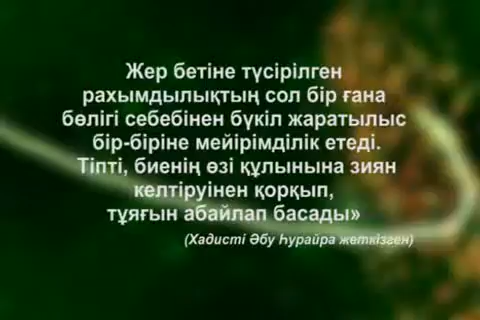 Жер бетіне түсірілген
рахымдылықтың сол бір ғана
бөлігі себебінен бүкіл жаратылыс
бір-біріне мейірімділік етеді.
Тіпті, биенің өзі құлынына зиян
келтіруінен қорқып,
тұяғын абайлап басады»
(Хадисті Әбу Һурайра жеткізген)